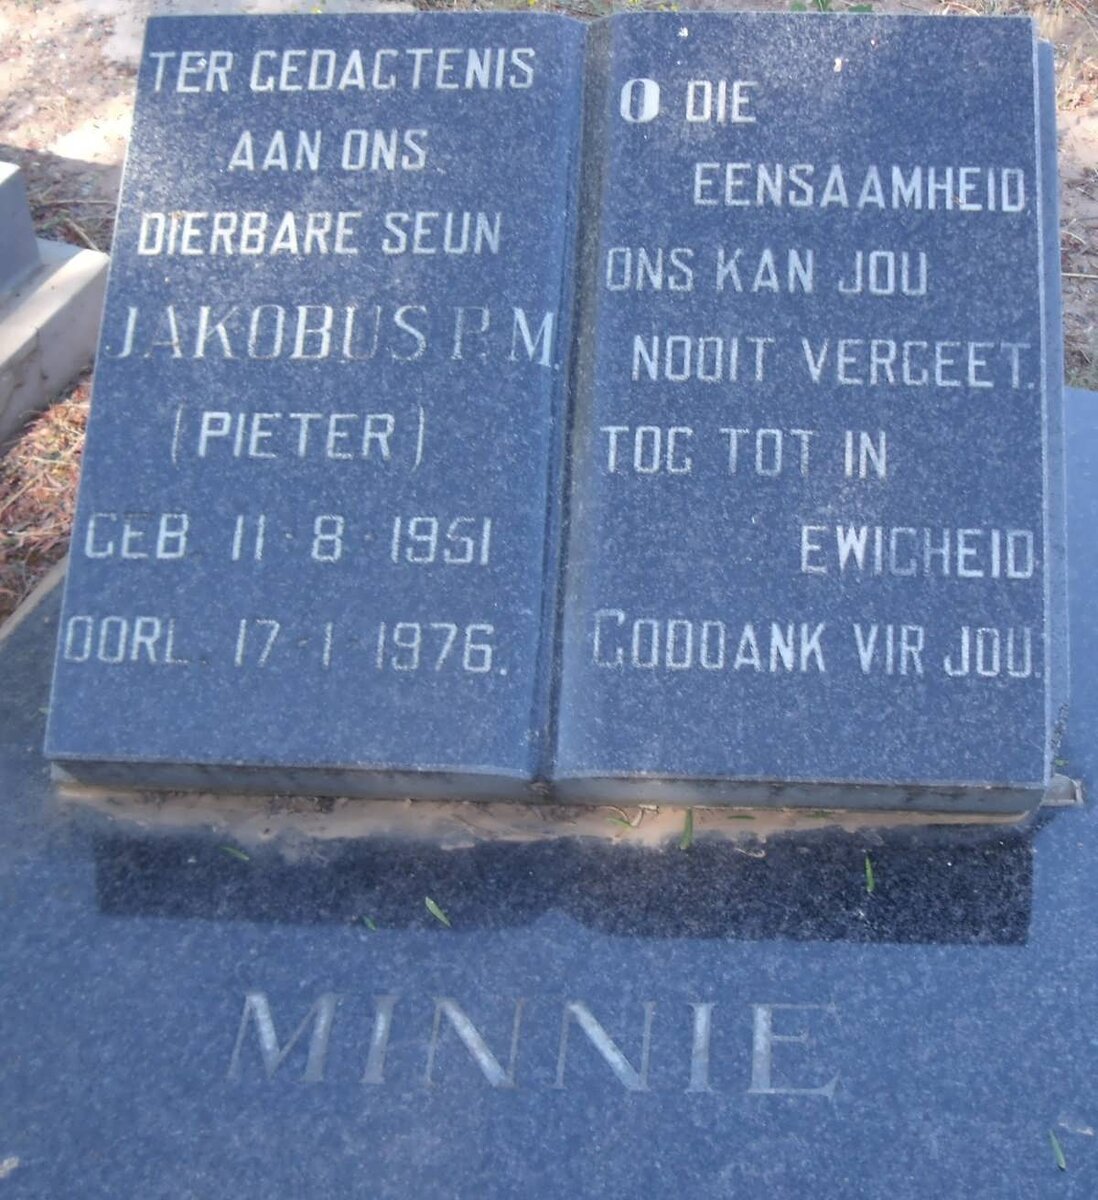 TER GEDAGTENIS
AAN ONS
DIERBARE SEUN
JAKOBUS P. M.
(PIETER)
GEB 11·8·1951
OORL 17·1·1976.
O DIE
EENSAAMHEID
ONS KAN JOU
NOOIT VERGEET.
TOG TOT IN
EWIGHEID
GODDANK VIR JOU.
MINNIE